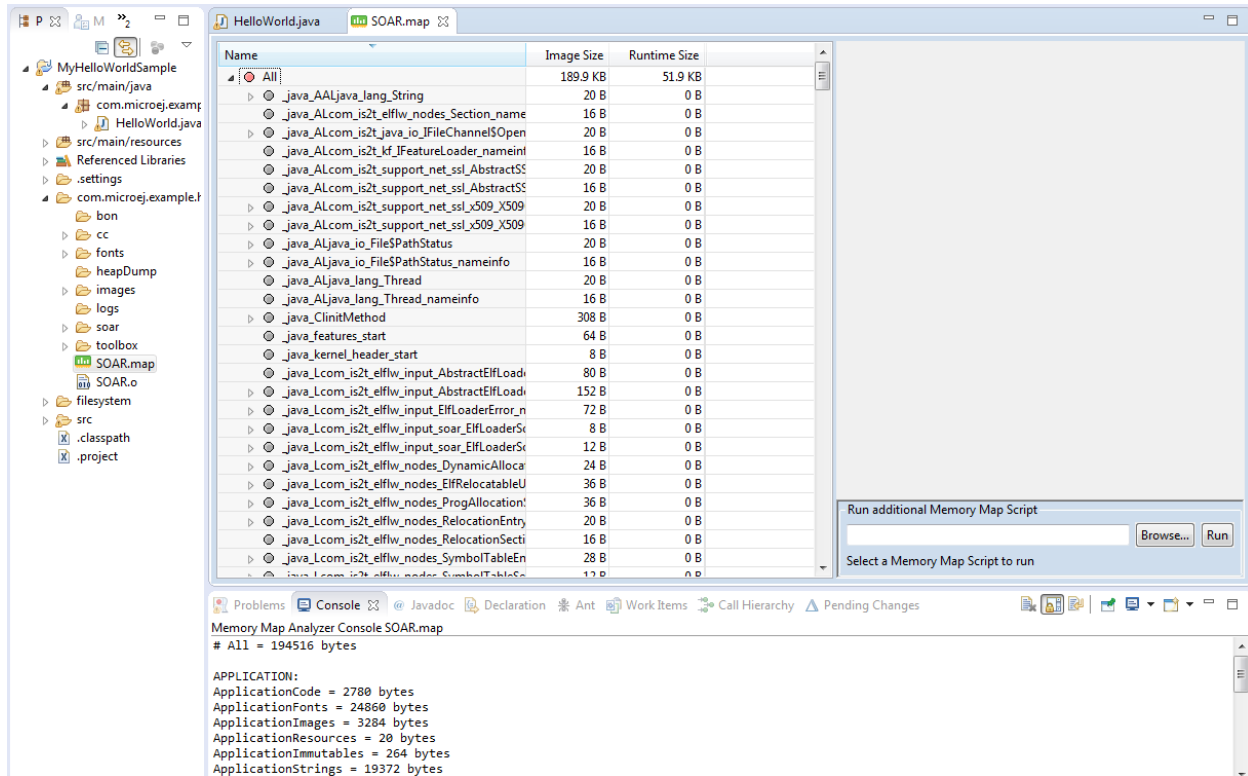 P M »2
MyHelloWorldSample
src/main/java
com.microej.examp
HelloWorld.java
src/main/resources
Referenced Libraries
.settings
com.microej.example.h
bon
cc
fonts
heapDump
images
logs
soar
toolbox
SOAR.map
SOAR.o
filesystem
src
.classpath
.project
HelloWorld.java SOAR.map
Name Image Size Runtime Size
All 189.9 KB 51.9 KB
_java_AALjava_lang_String 20 B 0 B
_java_ALcom_is2t_elflw_nodes_Section_name 16 B 0 B
_java_ALcom_is2t_java_io_IFileChannel$Open 20 B 0 B
_java_ALcom_is2t_kf_IFeatureLoader_nameinf 16 B 0 B
_java_ALcom_is2t_support_net_ssl_AbstractSS 20 B 0 B
_java_ALcom_is2t_support_net_ssl_AbstractSS 16 B 0 B
_java_ALcom_is2t_support_net_ssl_x509_X509 20 B 0 B
_java_ALcom_is2t_support_net_ssl_x509_X509 16 B 0 B
_java_ALjava_io_File$PathStatus 20 B 0 B
_java_ALjava_io_File$PathStatus_nameinfo 16 B 0 B
_java_ALjava_lang_Thread 20 B 0 B
_java_ALjava_lang_Thread_nameinfo 16 B 0 B
_java_ClinitMethod 308 B 0 B
_java_features_start 64 B 0 B
_java_kernel_header_start 8 B 0 B
_java_Lcom_is2t_elflw_input_AbstractElfLoade 80 B 0 B
_java_Lcom_is2t_elflw_input_AbstractElfLoade 152 B 0 B
_java_Lcom_is2t_elflw_input_ElfLoaderError_n 72 B 0 B
_java_Lcom_is2t_elflw_input_soar_ElfLoaderSo 8 B 0 B
_java_Lcom_is2t_elflw_input_soar_ElfLoaderSo 12 B 0 B
_java_Lcom_is2t_elflw_nodes_DynamicAllocat 24 B 0 B
_java_Lcom_is2t_elflw_nodes_ElfRelocatableU 36 B 0 B
_java_Lcom_is2t_elflw_nodes_ProgAllocationS 36 B 0 B
_java_Lcom_is2t_elflw_nodes_RelocationEntry 20 B 0 B
_java_Lcom_is2t_elflw_nodes_RelocationSecti 16 B 0 B
_java_Lcom_is2t_elflw_nodes_SymbolTableEn 28 B 0 B
_java_Lcom_is2t_elflw_nodes_SymbolTableSe 12 B 0 B
Run additional Memory Map Script
Browse... Run
Select a Memory Map Script to run
Problems Console @ Javadoc Declaration Ant Work Items Call Hierarchy Pending Changes
Memory Map Analyzer Console SOAR.map
# All = 194516 bytes
APPLICATION:
ApplicationCode = 2780 bytes
ApplicationFonts = 24860 bytes
ApplicationImages = 3284 bytes
ApplicationResources = 20 bytes
ApplicationImmutables = 264 bytes
ApplicationStrings = 19372 bytes